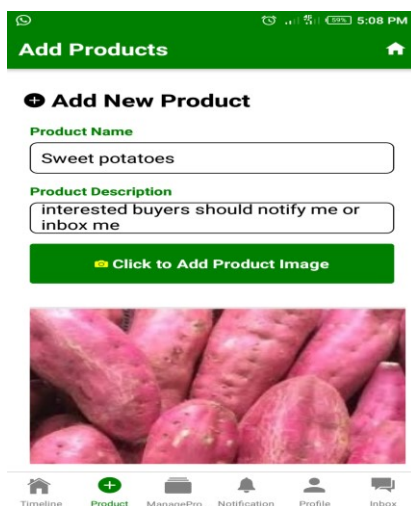 59% 5:08 PM
Add Products
Add New Product
Product Name
Sweet potatoes
Product Description
interested buyers should notify me or
inbox me
Click to Add Product Image
Timeline Product ManagePro Notification Profile Inbox